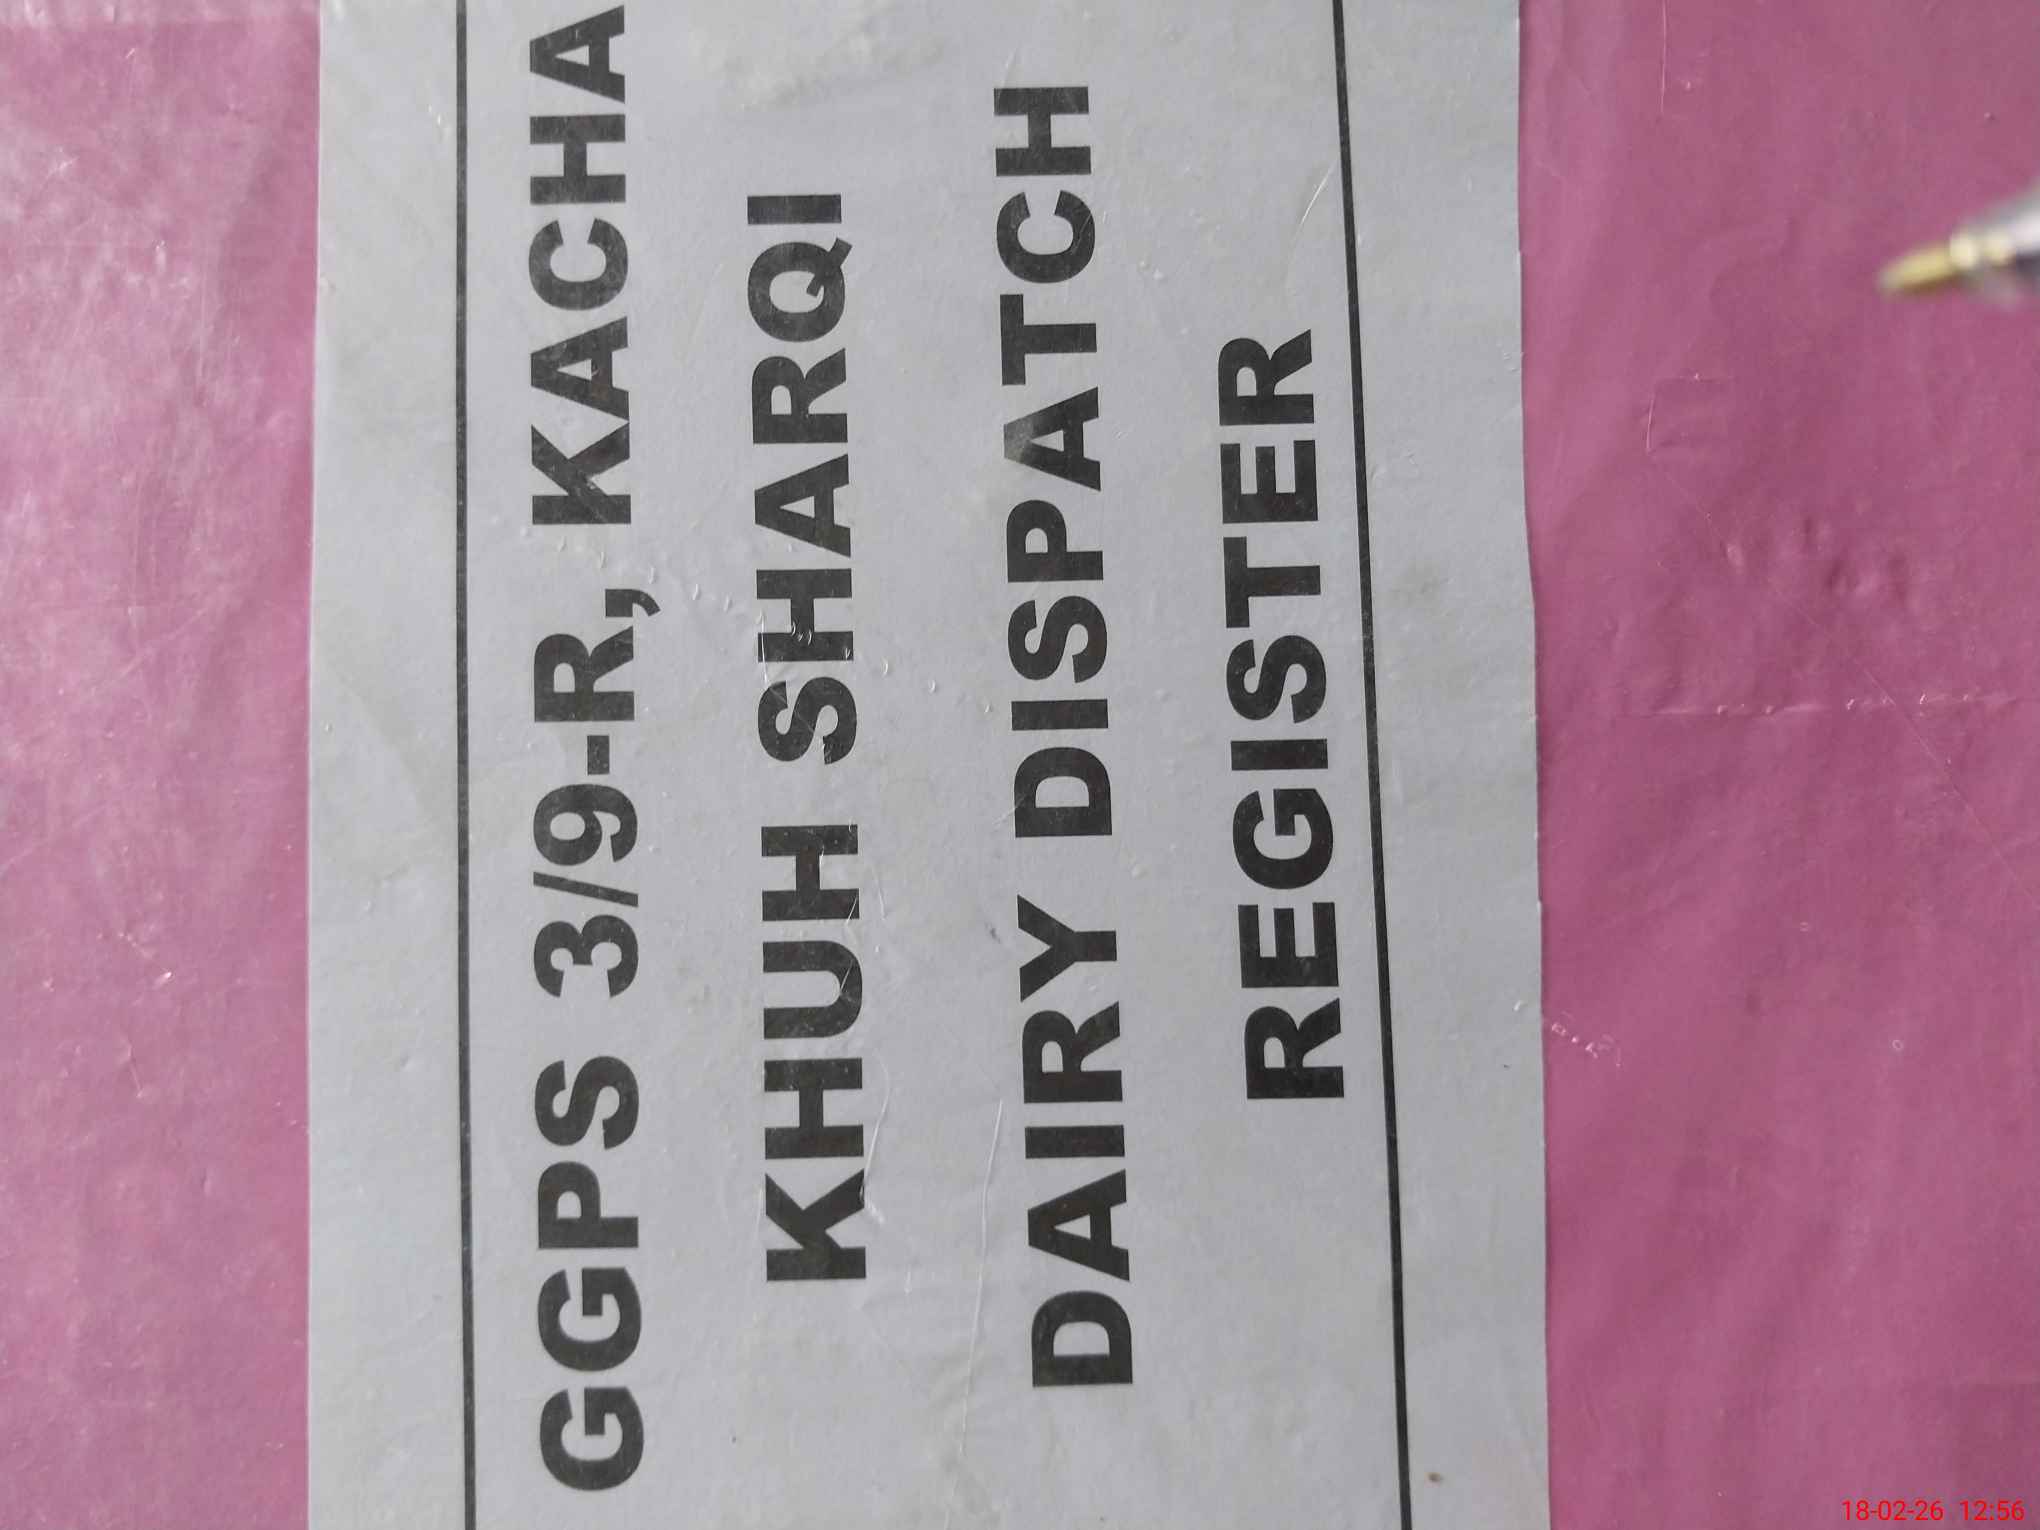 GGPS 3/9-R, KACHA
KHUH SHARQI
DAIRY DISPATCH
REGISTER
18-02-26 12:56